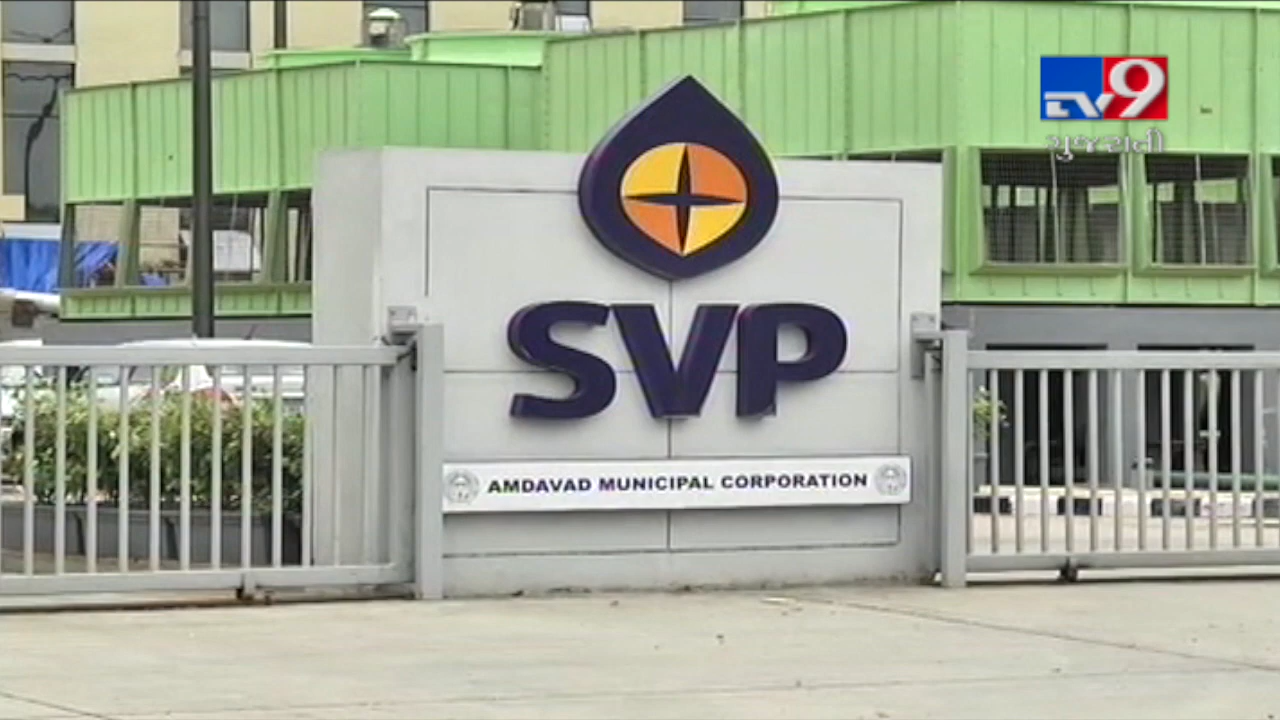 TV9
ગુજરાતી
SVP
AMDAVAD MUNICIPAL CORPORATION